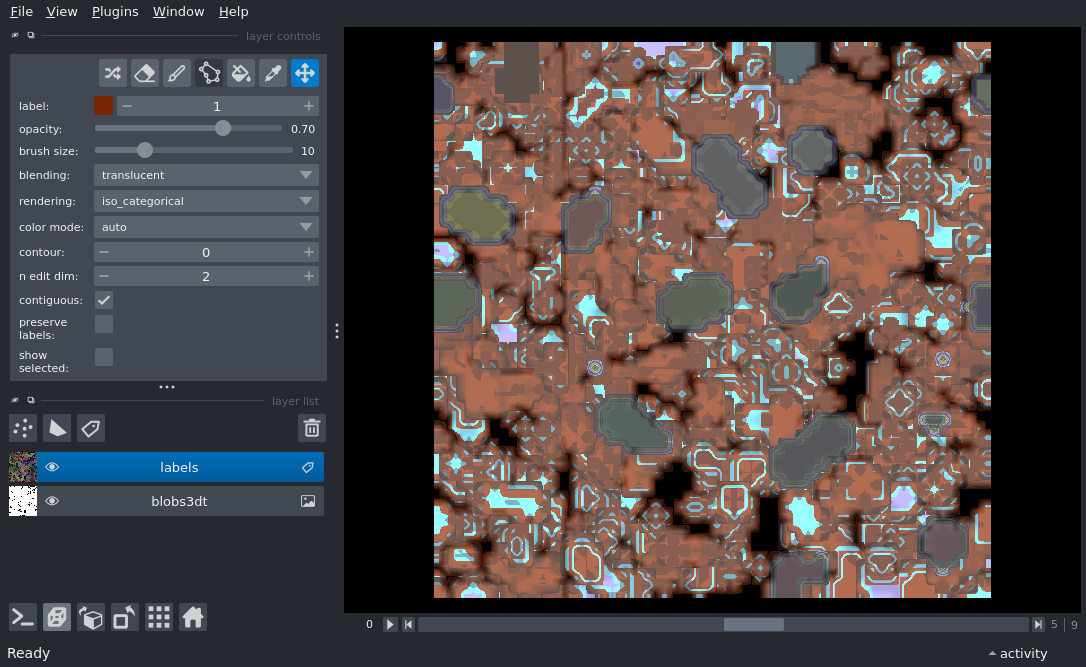 File View Plugins Window Help
layer controls
label: 1
opacity: 0.70
brush size: 10
blending: translucent
rendering: iso_categorical
color mode: auto
contour: 0
n edit dim: 2
contiguous:
preserve
labels:
show
selected:
layer list
labels
blobs3dt
0 5 | 9
Ready activity